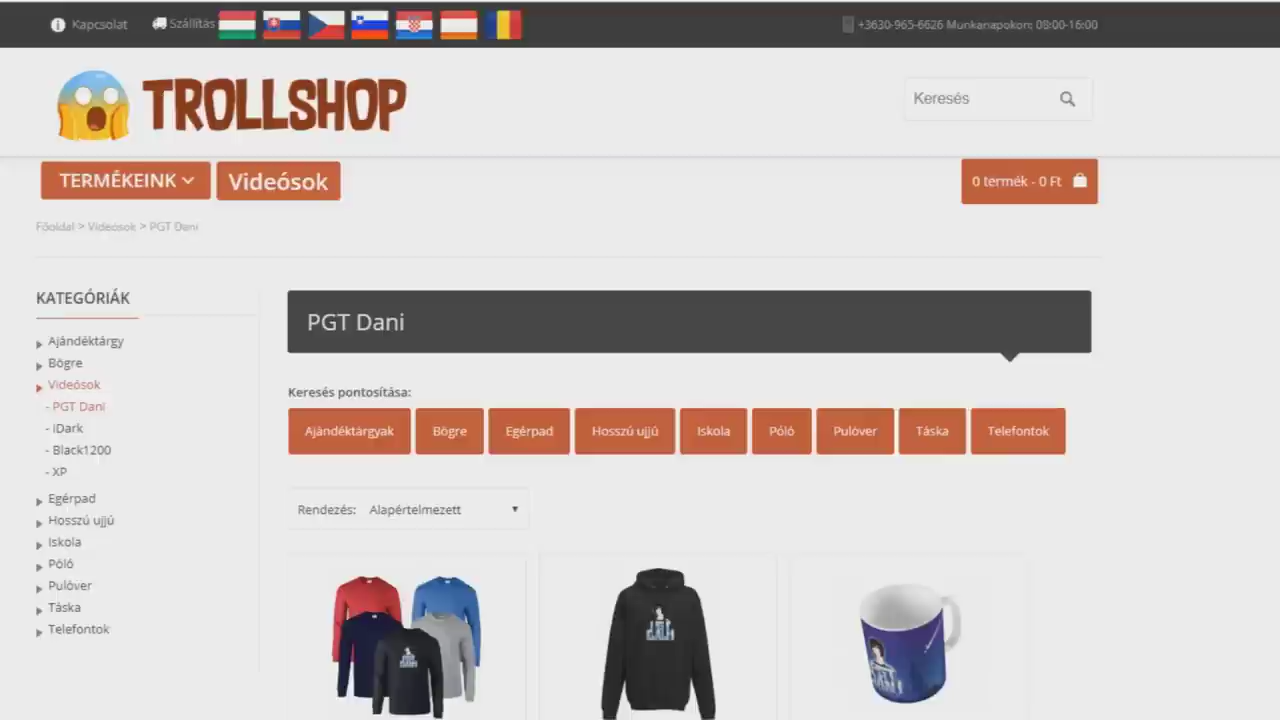 Kapcsolat
Szállítás
+3630-965-6626 Munkanapokon: 08:00-16:00
TROLLSHOP
Keresés
TERMÉKEINK
Videósok
0 termék - 0 Ft
Főoldal > Videósok > PGT Dani
KATEGÓRIÁK
Ajándéktárgy
Bögre
Videósok
- PGT Dani
- iDark
- Black1200
- XP
Egérpad
Hosszú ujjú
Iskola
Póló
Pulóver
Táska
Telefontok
PGT Dani
Keresés pontosítása:
Ajándéktárgyak
Bögre
Egérpad
Hosszú ujjú
Iskola
Póló
Pulóver
Táska
Telefontok
Rendezés: Alapértelmezett